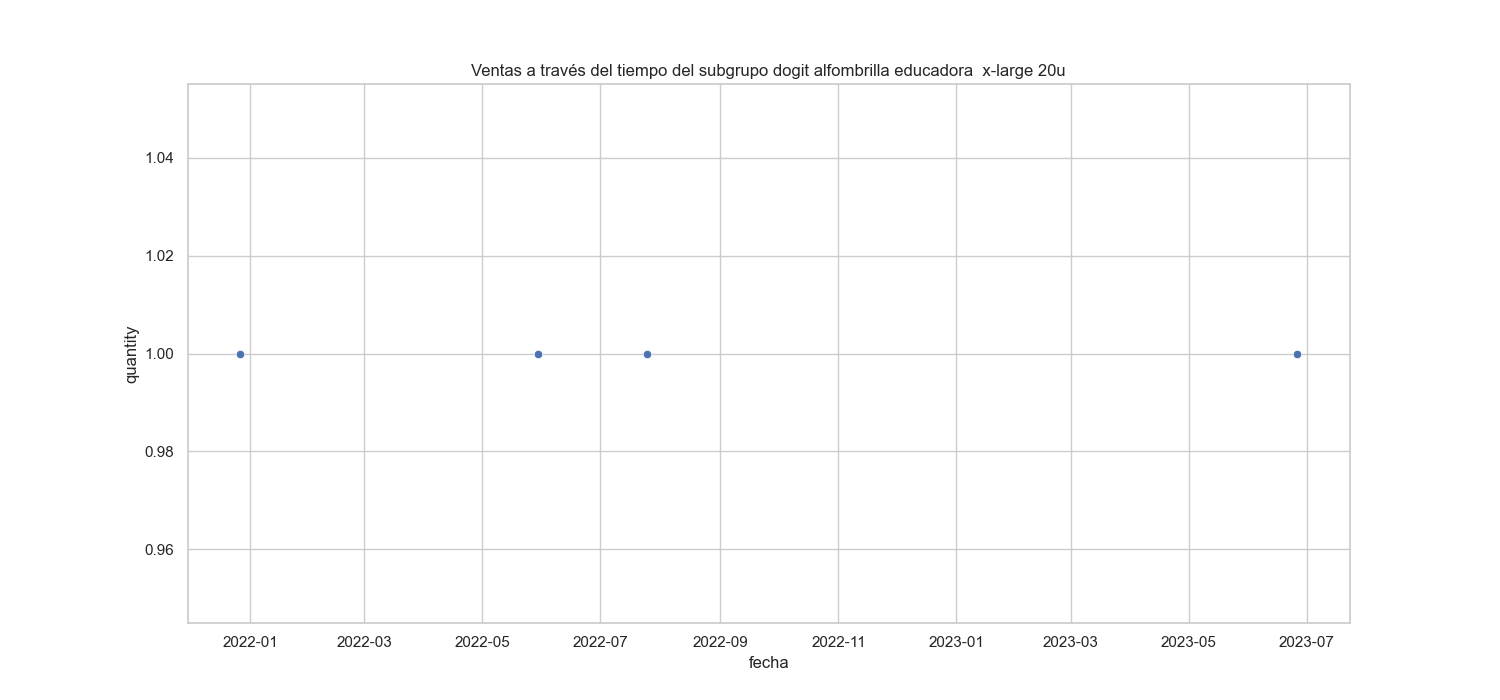 Ventas a través del tiempo del subgrupo dogit alfombrilla educadora  x-large 20u
1.04
1.02
1.00
0.98
0.96
quantity
2022-01 2022-03 2022-05 2022-07 2022-09 2022-11 2023-01 2023-03 2023-05 2023-07
fecha